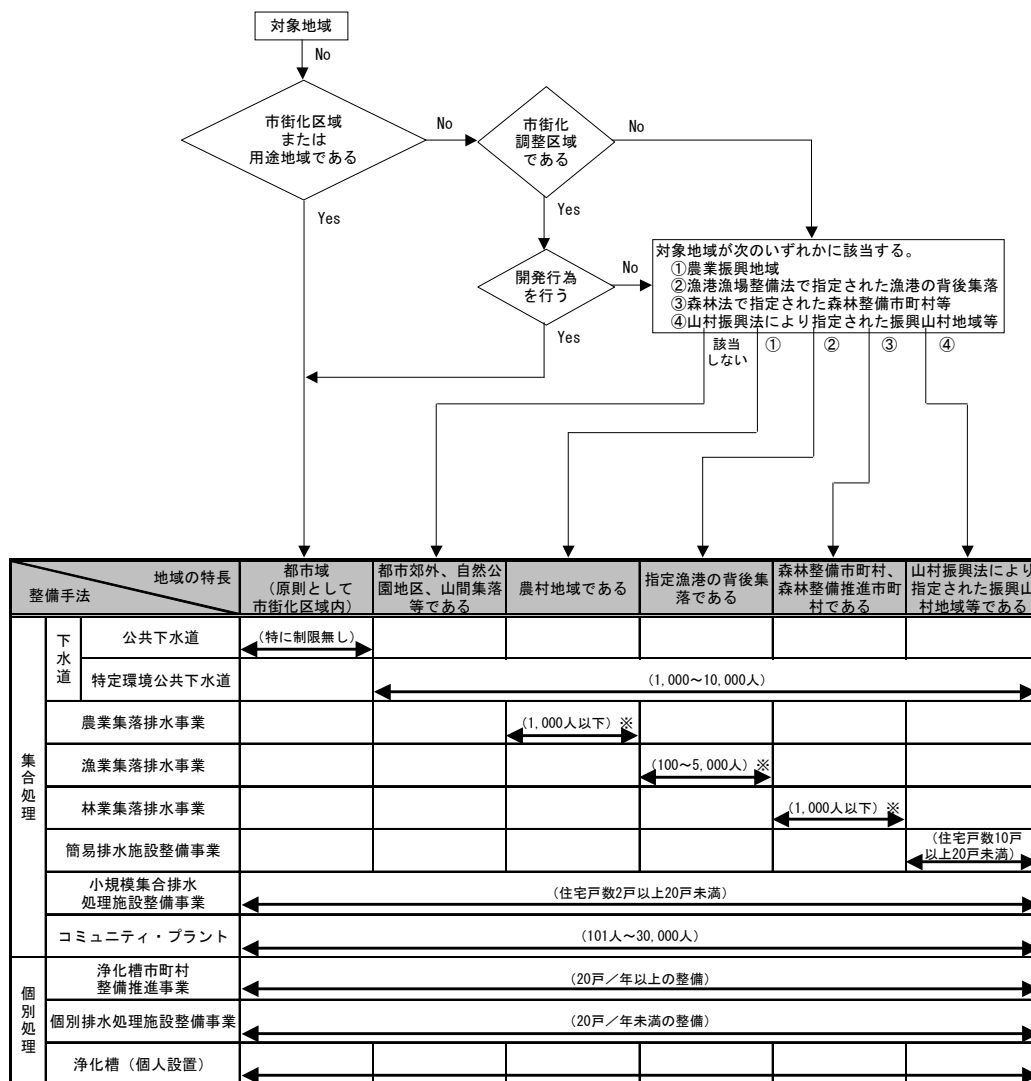 対象地域
No
市街化区域
または
用途地域である
No
市街化
調整区域
である
No
Yes
Yes
開発行為
を行う
No
Yes
対象地域が次のいずれかに該当する。
①農業振興地域
②漁港漁場整備法で指定された漁港の背後集落
③森林法で指定された森林整備市町村等
④山村振興法により指定された振興山村地域等
該当
しない
①
②
③
④
地域の特長
整備手法
都市域
(原則として
市街化区域内)
都市郊外、自然公
園地区、山間集落
等である
農村地域である
指定漁港の背後集
落である
森林整備市町村、
森林整備推進市町
村である
山村振興法により
指定された振興山
村地域等である
集合処理
下水道
公共下水道
(特に制限無し)
特定環境公共下水道
(1,000～10,000人)
農業集落排水事業
(1,000人以下) ※
漁業集落排水事業
(100～5,000人) ※
林業集落排水事業
(1,000人以下) ※
簡易排水施設整備事業
(住宅戸数10戸
以上20戸未満)
小規模集合排水
処理施設整備事業
(住宅戸数2戸以上20戸未満)
コミュニティ・プラント
(101人～30,000人)
個別処理
浄化槽市町村
整備推進事業
(20戸／年以上の整備)
個別排水処理施設整備事業
(20戸／年未満の整備)
浄化槽（個人設置）